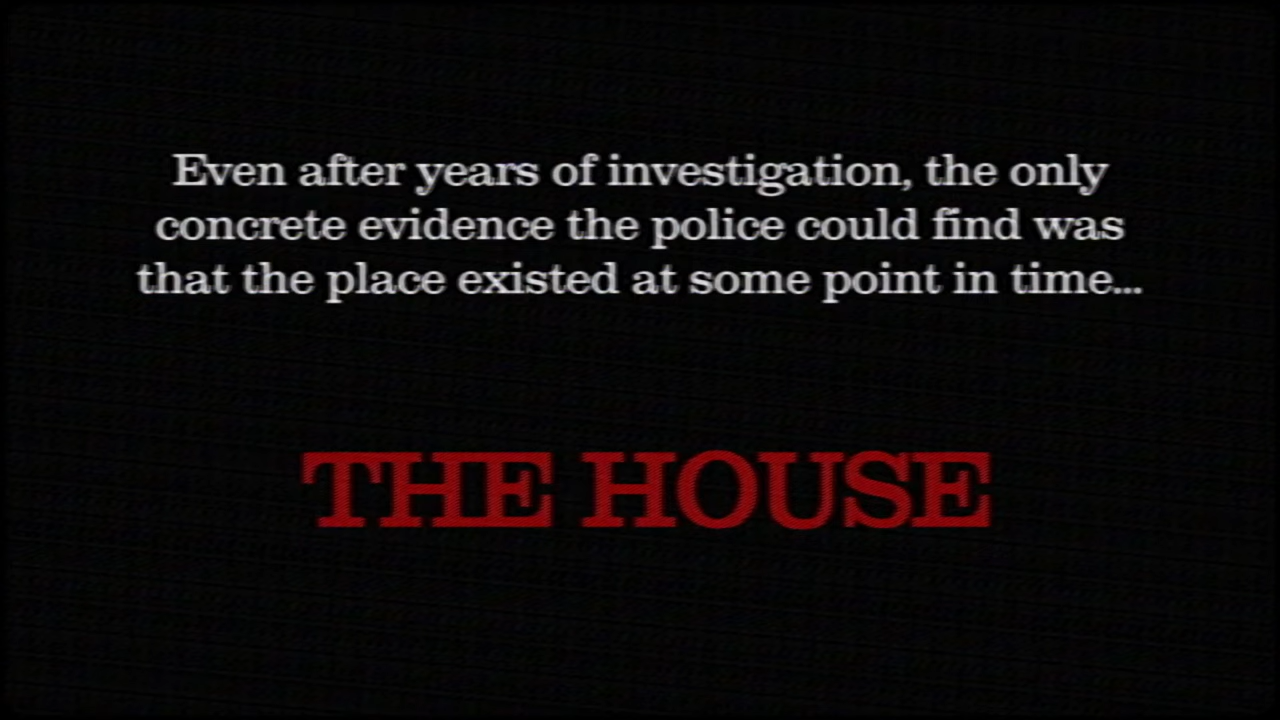 Even after years of investigation, the only
concrete evidence the police could find was
that the place existed at some point in time...
THE HOUSE